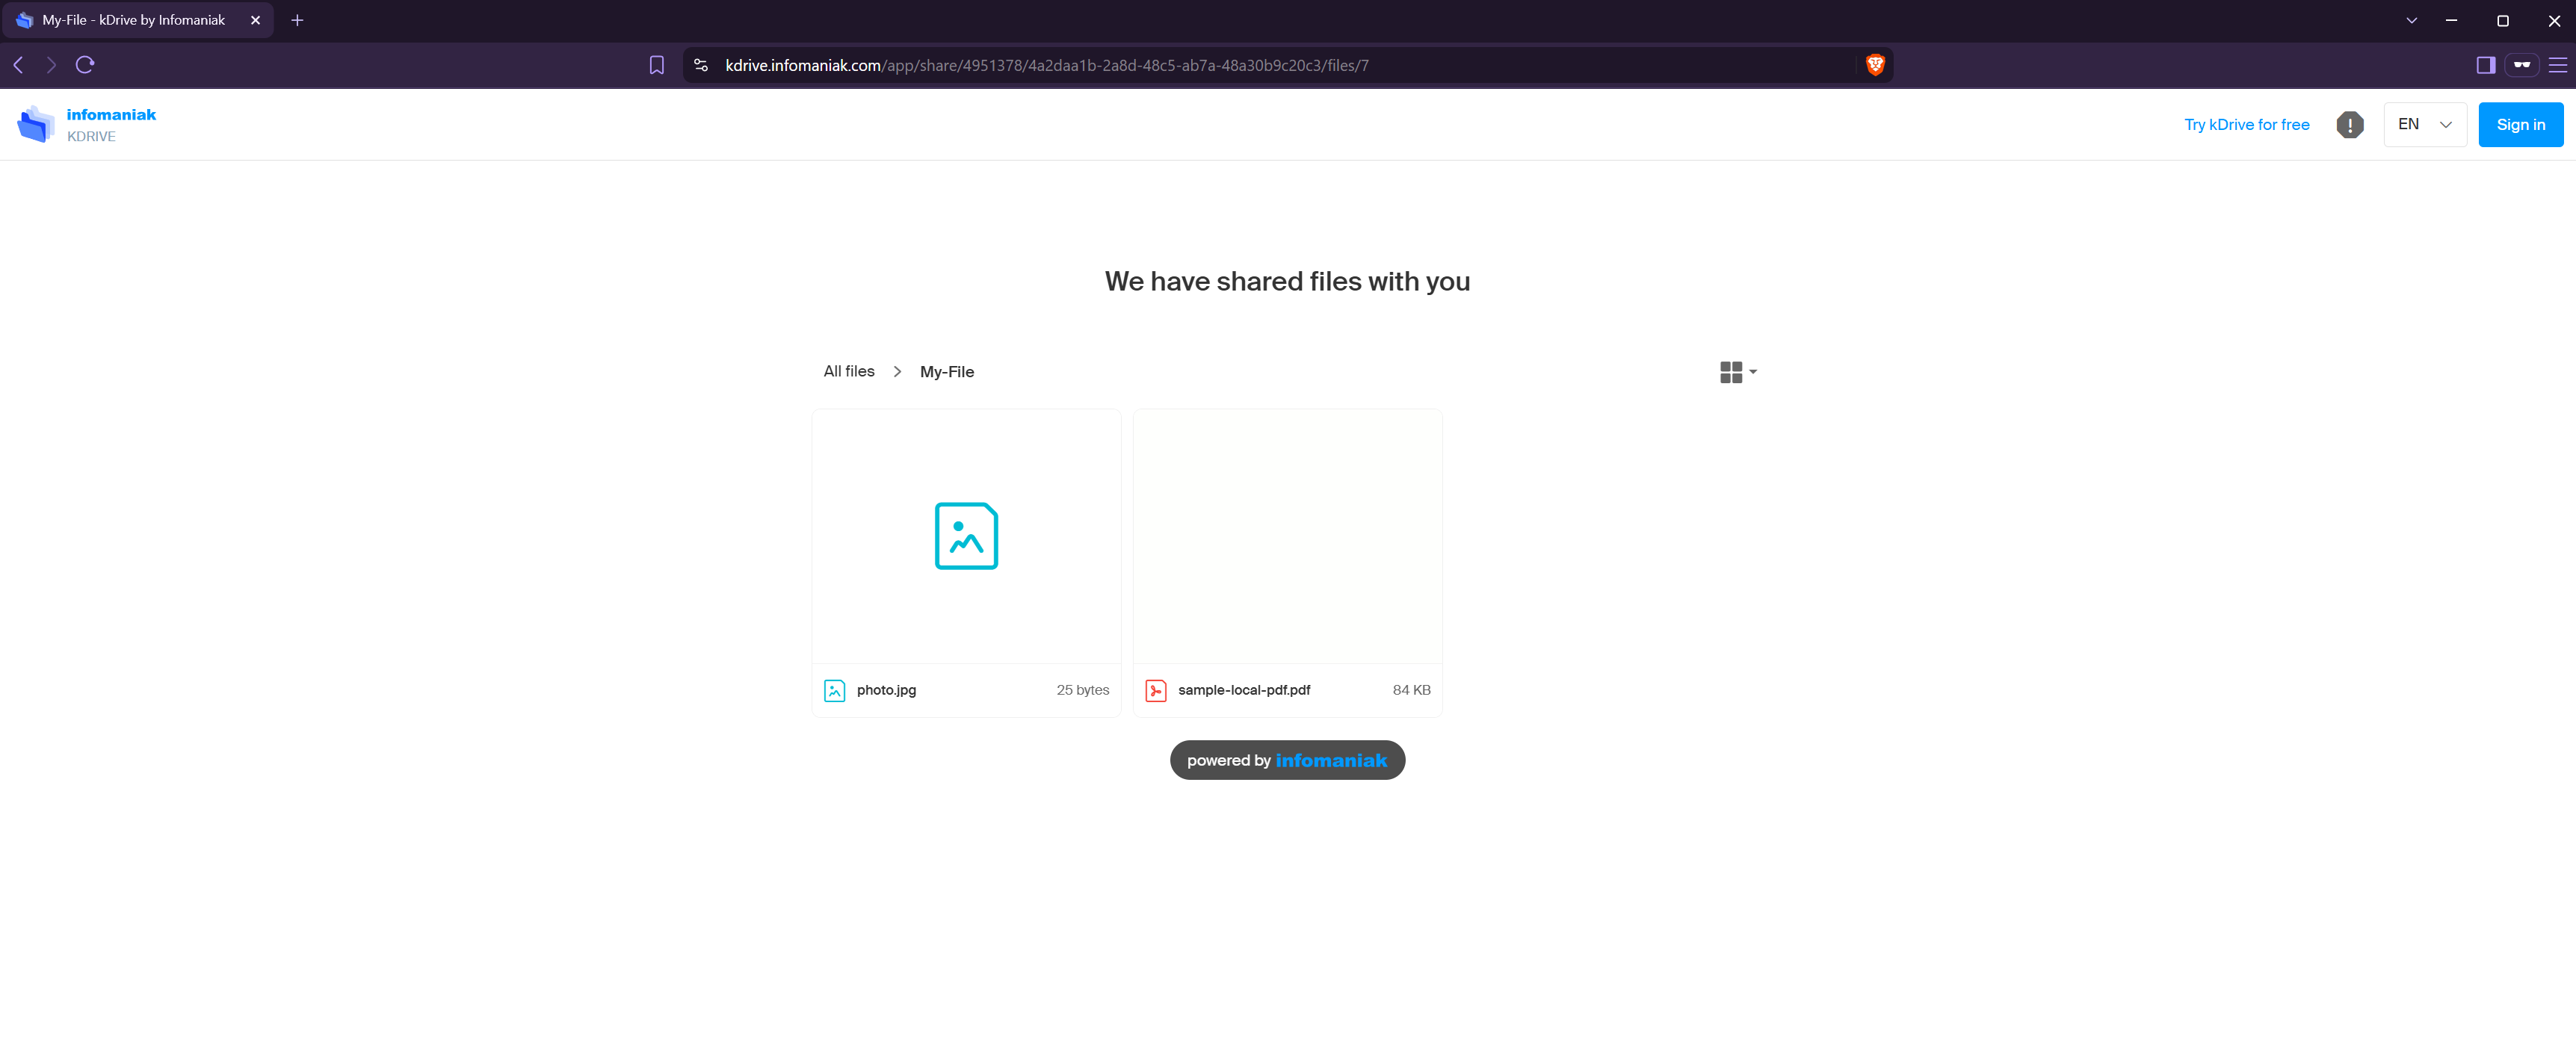 My-File - kDrive by Infomaniak
kdrive.infomaniak.com/app/share/4951378/4a2daa1b-2a8d-48c5-ab7a-48a30b9c20c3/files/7
infomaniak
KDRIVE
Try kDrive for free
EN
Sign in
We have shared files with you
All files > My-File
photo.jpg 25 bytes
sample-local-pdf.pdf 84 KB
powered by infomaniak